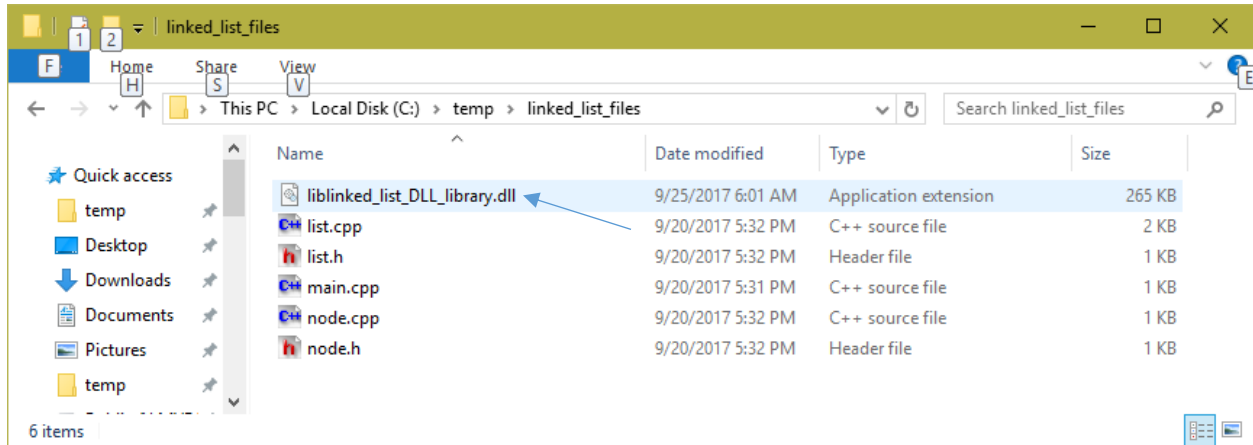 1 2 linked_list_files
F Home Share View
H S V E
This PC > Local Disk (C:) > temp > linked_list_files Search linked_list_files
Name Date modified Type Size
Quick access
liblinked_list_DLL_library.dll 9/25/2017 6:01 AM Application extension 265 KB
temp
list.cpp 9/20/2017 5:32 PM C++ source file 2 KB
Desktop
list.h 9/20/2017 5:32 PM Header file 1 KB
Downloads
main.cpp 9/20/2017 5:31 PM C++ source file 1 KB
Documents
node.cpp 9/20/2017 5:32 PM C++ source file 1 KB
Pictures
node.h 9/20/2017 5:32 PM Header file 1 KB
temp
6 items